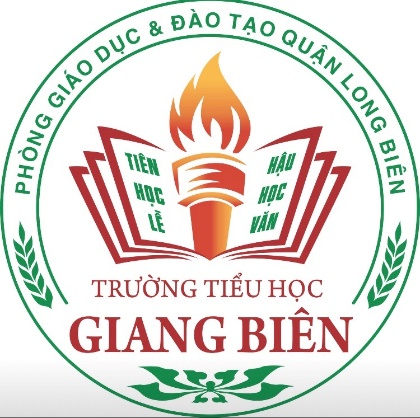 PHÒNG GIÁO DỤC & ĐÀO TẠO QUẬN LONG BIÊN
TIÊN
HỌC
LỄ
HẬU
HỌC
VĂN
TRƯỜNG TIỂU HỌC
GIANG BIÊN